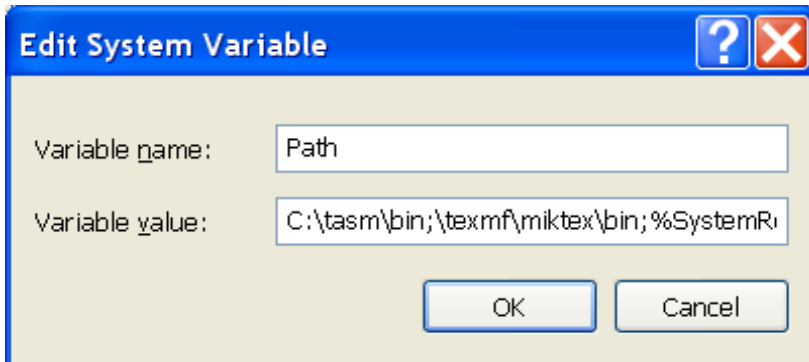 Edit System Variable
Variable name: Path
Variable value: C:\tasm\bin;\texmf\miktex\bin;%SystemR
OK Cancel